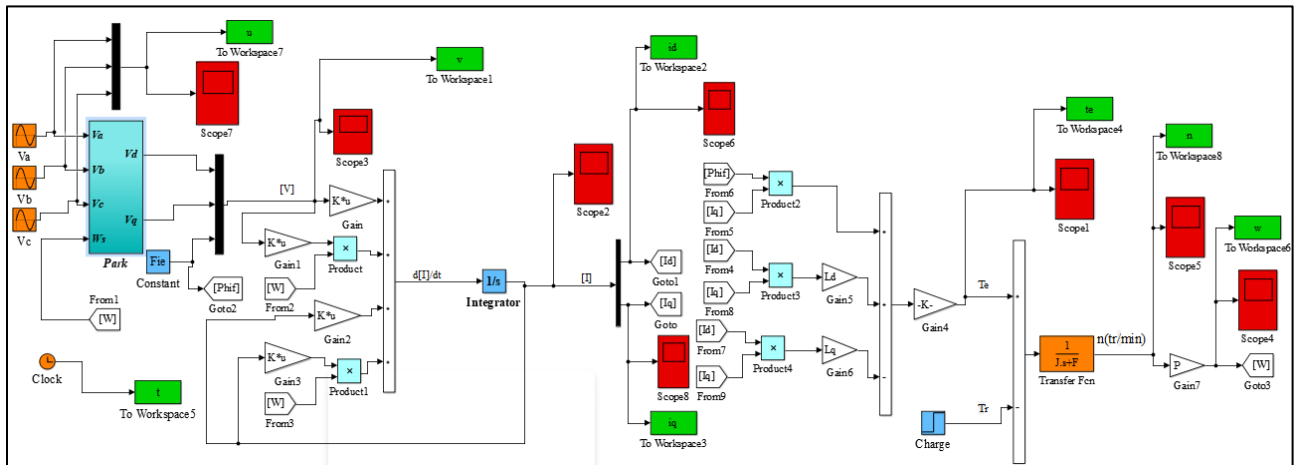 u
To Workspace7
Scope7
v
To Workspace1
Scope3
Va
Vb
Vc
Va
Vb
Vc
Ws
Vd
Vq
Park
Fie
Constant
[Phif]
Goto2
From1
[W]
Clock
t
To Workspace5
[V]
K*u
Gain
K*u
Gain1
×
Product
[W]
From2
K*u
Gain2
K*u
Gain3
×
Product1
[W]
From3
d[I]/dt
1/s
Integrator
Scope2
[I]
id
To Workspace2
Scope6
[Id]
Goto1
[Iq]
Goto
Scope8
iq
To Workspace3
[Phif]
From6
[Iq]
From5
×
Product2
[Id]
From4
[Iq]
From8
×
Product3
Ld
Gain5
[Id]
From7
[Iq]
From9
×
Product4
Lq
Gain6
+
+
-
-K-
Gain4
te
To Workspace4
Scope1
Te
Tr
Charge
+
-
1
J.s+F
Transfer Fcn
n(tr/min)
n
To Workspace8
Scope5
w
To Workspace6
Scope4
P
Gain7
[W]
Goto3